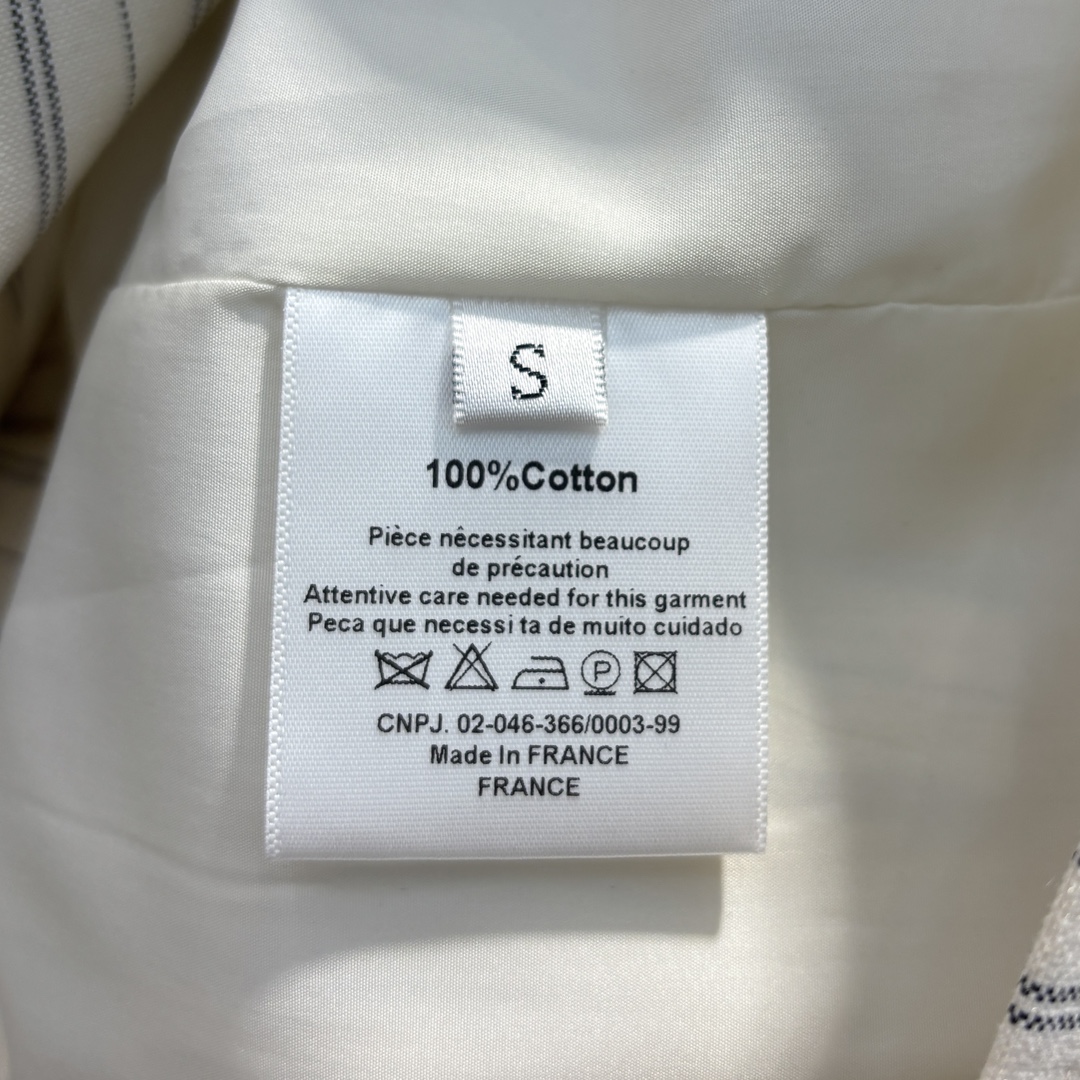 S
100%Cotton
Pièce nêcessitant beaucoup
de précaution
Attentive care needed for this garment
Peca que necessi ta de muito cuidado
P
CNPJ. 02-046-366/0003-99
Made In FRANCE
FRANCE